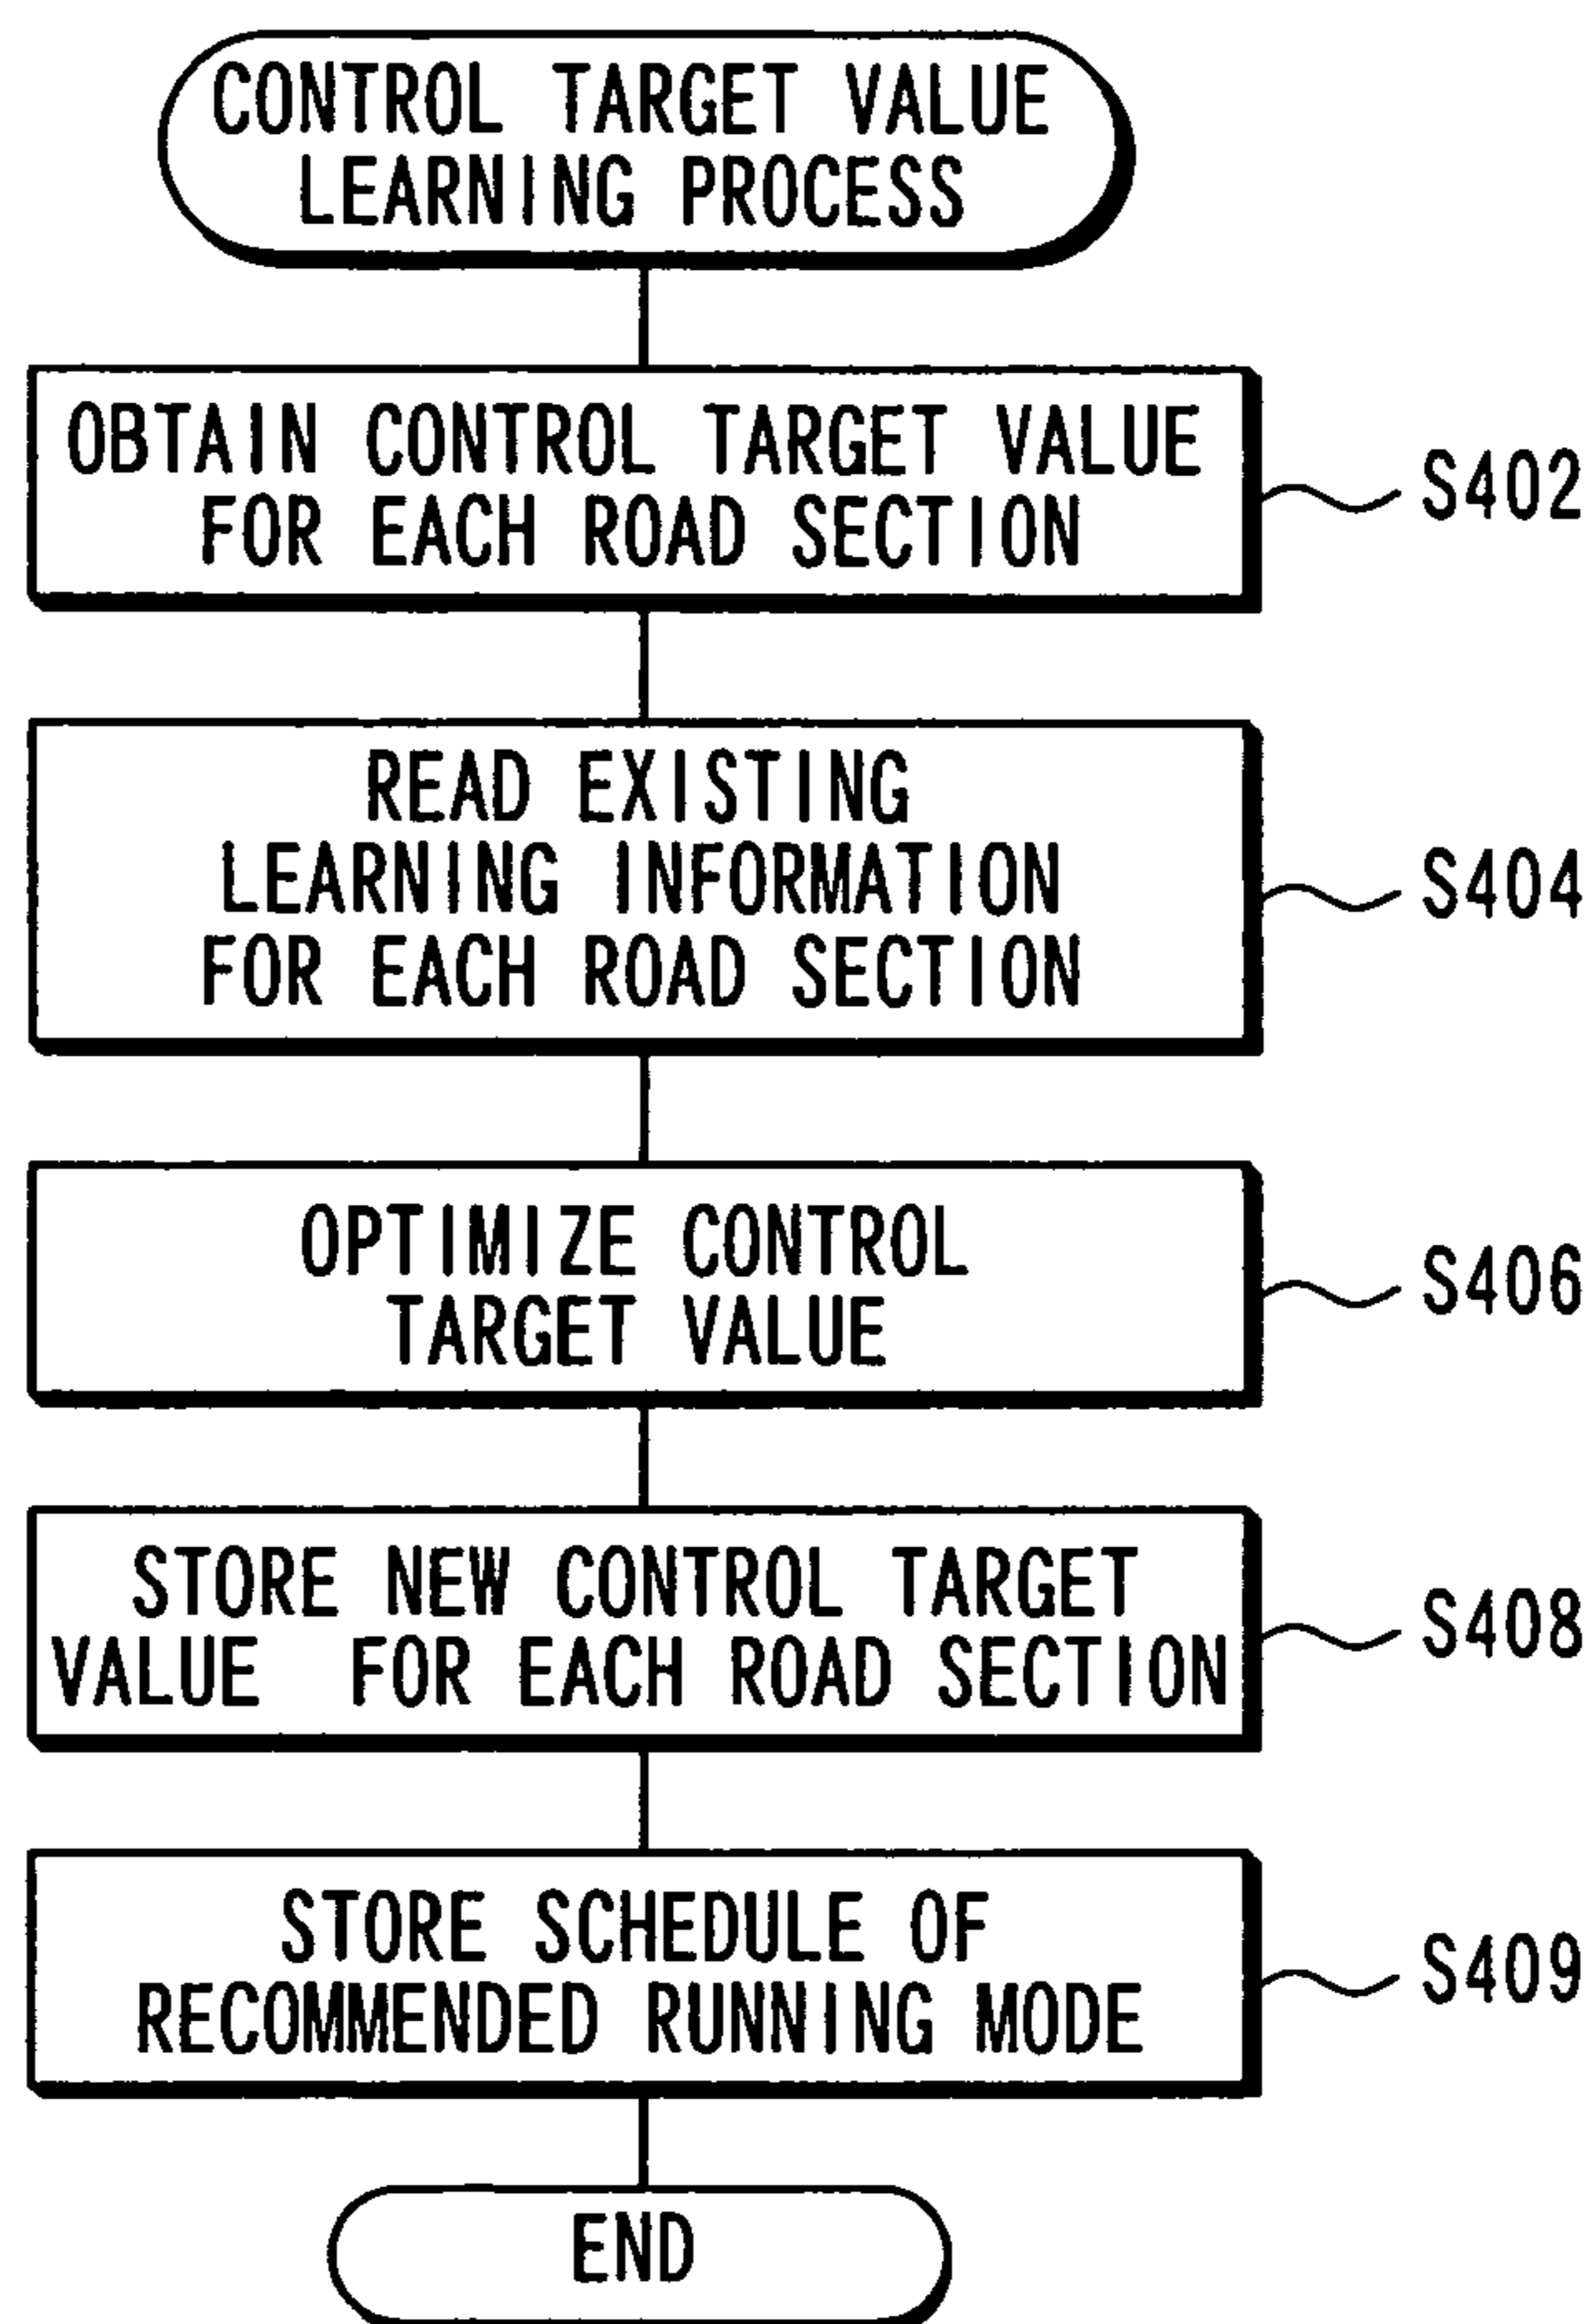 CONTROL TARGET VALUE
LEARNING PROCESS
OBTAIN CONTROL TARGET VALUE
FOR EACH ROAD SECTION
S402
READ EXISTING
LEARNING INFORMATION
FOR EACH ROAD SECTION
S404
OPTIMIZE CONTROL
TARGET VALUE
S406
STORE NEW CONTROL TARGET
VALUE FOR EACH ROAD SECTION
S408
STORE SCHEDULE OF
RECOMMENDED RUNNING MODE
S409
END